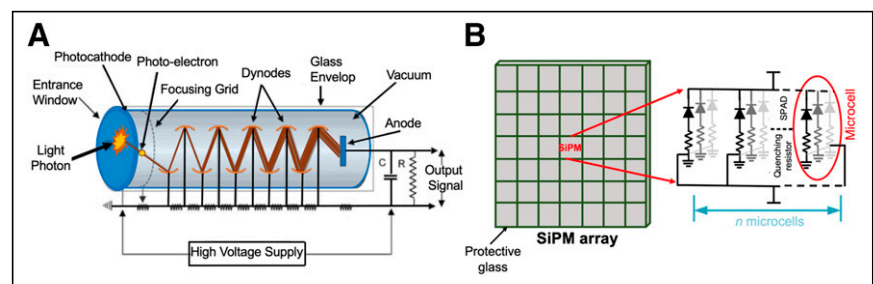 A
Photocathode
Photo-electron
Entrance
Window
Focusing Grid
Dynodes
Glass
Envelop
Vacuum
Anode
Light
Photon
C
R
Output
Signal
High Voltage Supply
B
SiPM
Protective
glass
SiPM array
SPAD
Quenching
resistor
Microcell
n microcells